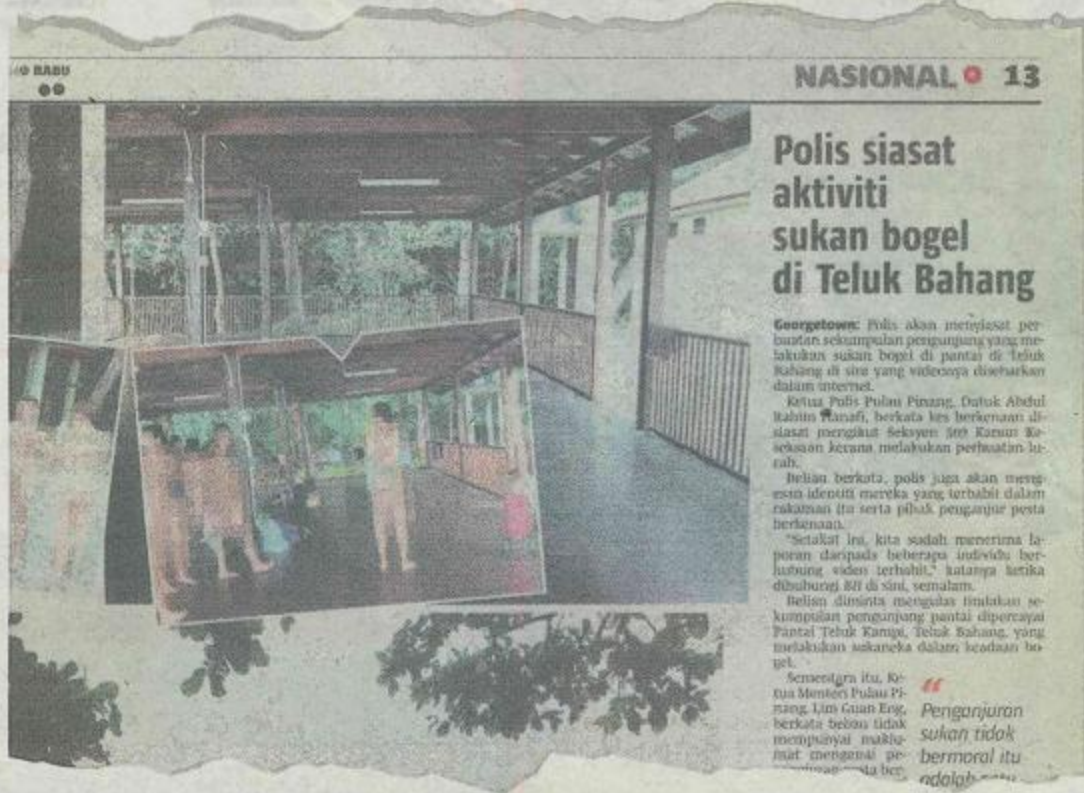 RABU
NASIONAL 13
Polis siasat
aktiviti
sukan bogel
di Teluk Bahang
Georgetown: Polis akan menyiasat per-
buatan sekumpulan pengunjung yang me-
lakukan sukan bogel di pantai di Teluk
Bahang di sini yang videonya disebarkan
dalam internet.
Ketua Polis Pulau Pinang, Datuk Abdul
Rahim Hanafi, berkata kes berkenaan di-
siasat mengikut Seksyen Kanun Ke-
seksaan kerana melakukan perbuatan lu-
cah.
Beliau berkata, polis juga akan meng-
esan identiti mereka yang terbabit dalam
rakaman itu serta pihak penganjur pesta
berkenaan.
"Setakat ini, kita sudah menerima la-
poran daripada beberapa individu ber-
hubung video terbabit," katanya ketika
dihubungi BH di sini, semalam.
Beliau diminta mengulas tindakan se-
kumpulan pengunjung pantai dipercayai
Pantai Teluk Kampi, Teluk Bahang, yang
melakukan sukaneka dalam keadaan bo-
gel.
Sementara itu, Ke-
tua Menteri Pulau Pi-
nang, Lim Guan Eng,
berkata beliau tidak
mempunyai maklu-
mat mengenai pe-
pesta ber-
"
Penganjuran
sukan tidak
bermoral itu
adalah satu